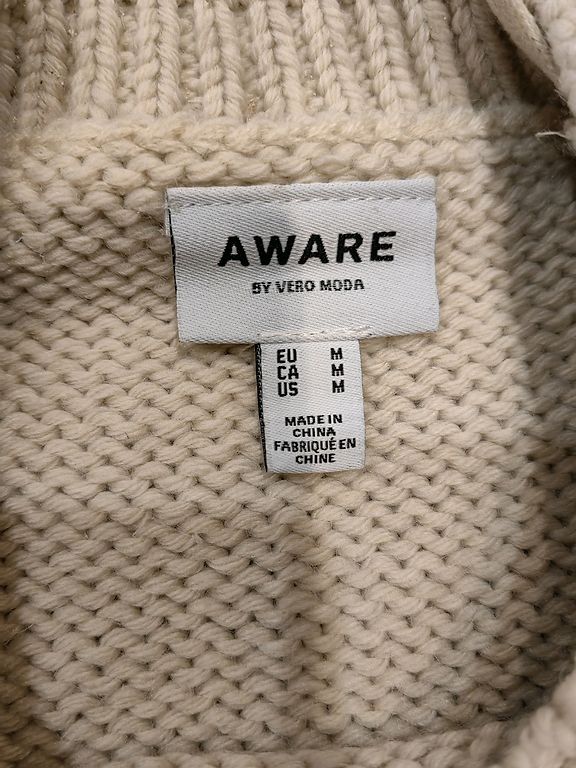 AWARE
BY VERO MODA
EU M
CA M
US M
MADE IN
CHINA
FABRIQUÉ EN
CHINE